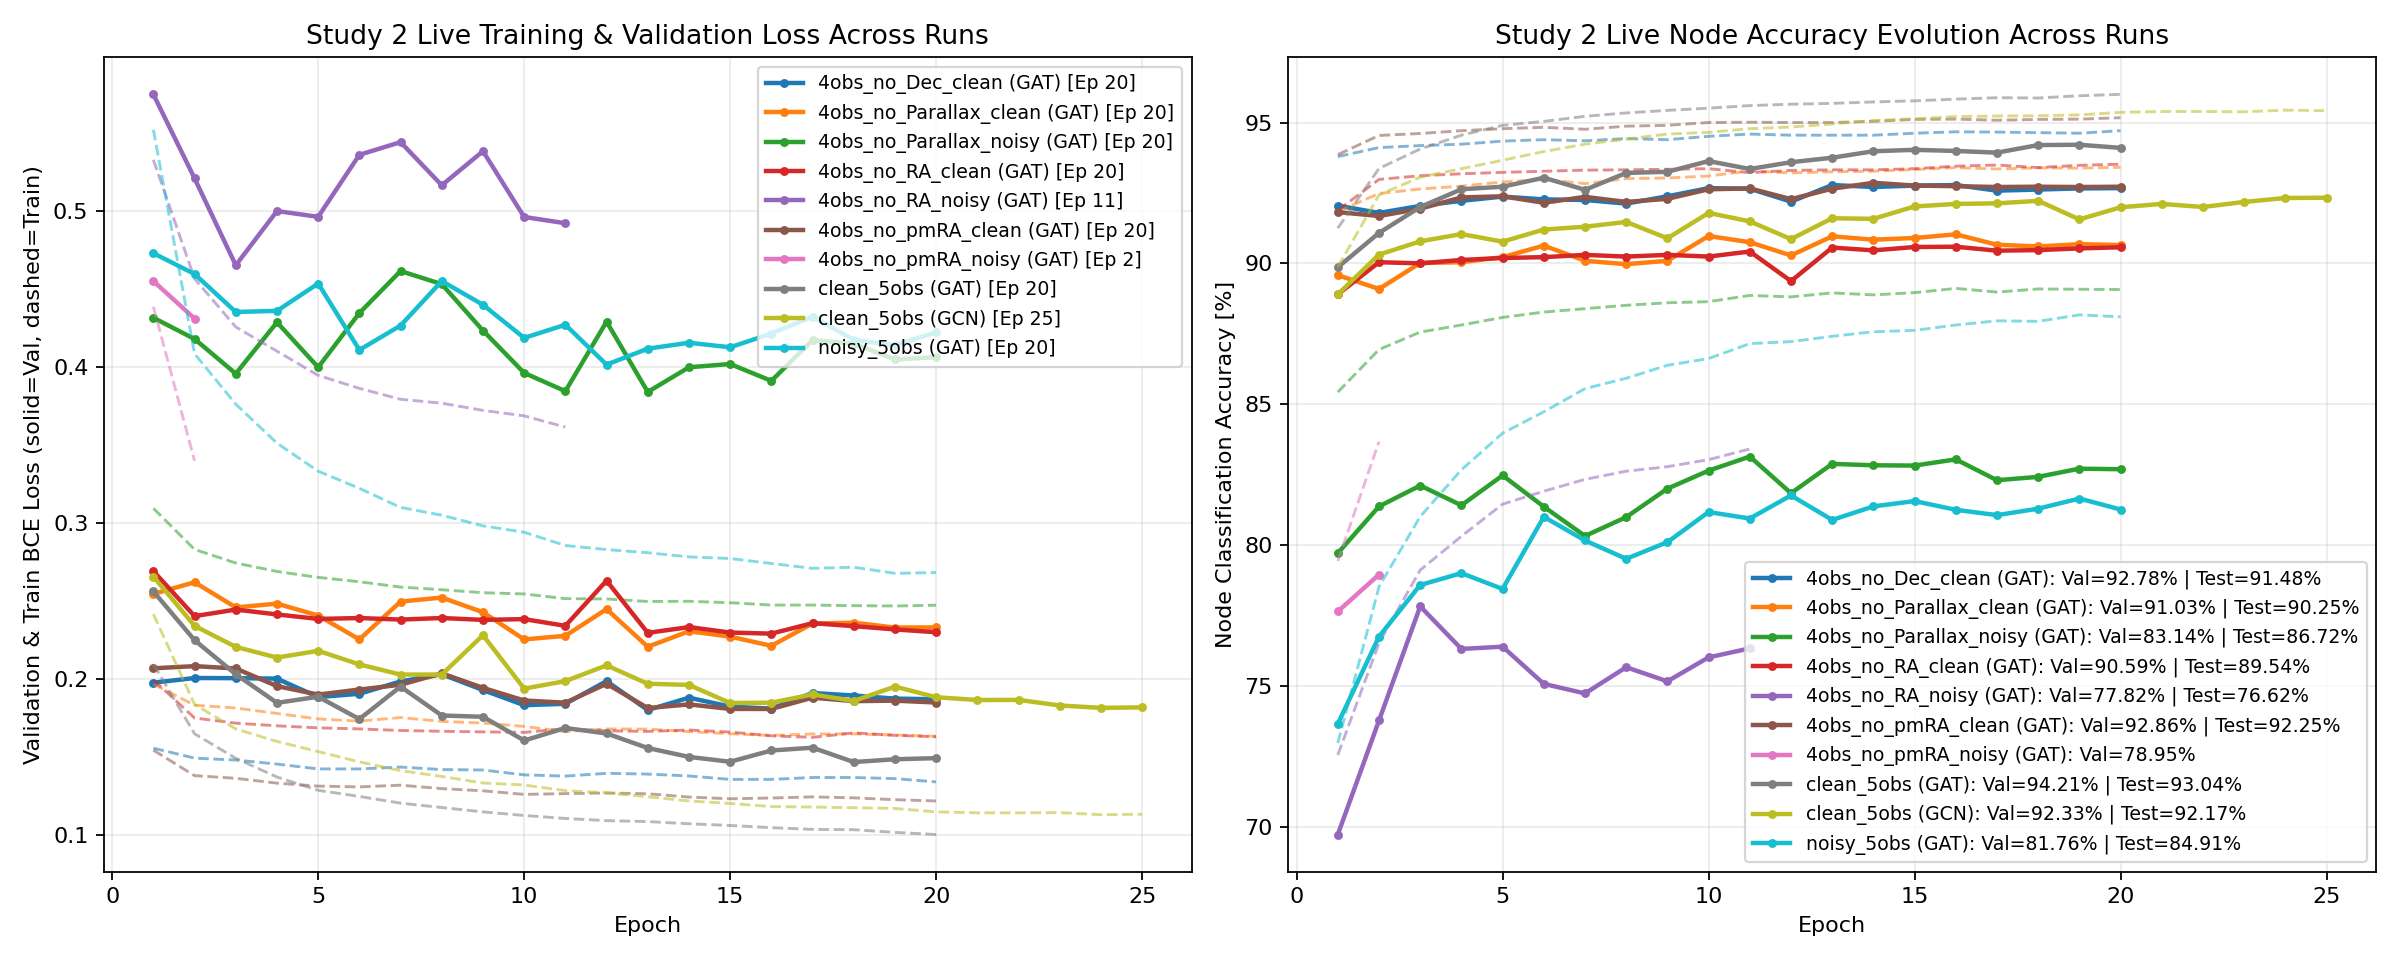 Study 2 Live Training & Validation Loss Across Runs
Validation & Train BCE Loss (solid=Val, dashed=Train)
0.5
0.4
0.3
0.2
0.1
4obs_no_Dec_clean (GAT) [Ep 20]
4obs_no_Parallax_clean (GAT) [Ep 20]
4obs_no_Parallax_noisy (GAT) [Ep 20]
4obs_no_RA_clean (GAT) [Ep 20]
4obs_no_RA_noisy (GAT) [Ep 11]
4obs_no_pmRA_clean (GAT) [Ep 20]
4obs_no_pmRA_noisy (GAT) [Ep 2]
clean_5obs (GAT) [Ep 20]
clean_5obs (GCN) [Ep 25]
noisy_5obs (GAT) [Ep 20]
0 5 10 15 20 25
Epoch
Study 2 Live Node Accuracy Evolution Across Runs
Node Classification Accuracy [%]
95
90
85
80
75
70
4obs_no_Dec_clean (GAT): Val=92.78% | Test=91.48%
4obs_no_Parallax_clean (GAT): Val=91.03% | Test=90.25%
4obs_no_Parallax_noisy (GAT): Val=83.14% | Test=86.72%
4obs_no_RA_clean (GAT): Val=90.59% | Test=89.54%
4obs_no_RA_noisy (GAT): Val=77.82% | Test=76.62%
4obs_no_pmRA_clean (GAT): Val=92.86% | Test=92.25%
4obs_no_pmRA_noisy (GAT): Val=78.95%
clean_5obs (GAT): Val=94.21% | Test=93.04%
clean_5obs (GCN): Val=92.33% | Test=92.17%
noisy_5obs (GAT): Val=81.76% | Test=84.91%
0 5 10 15 20 25
Epoch